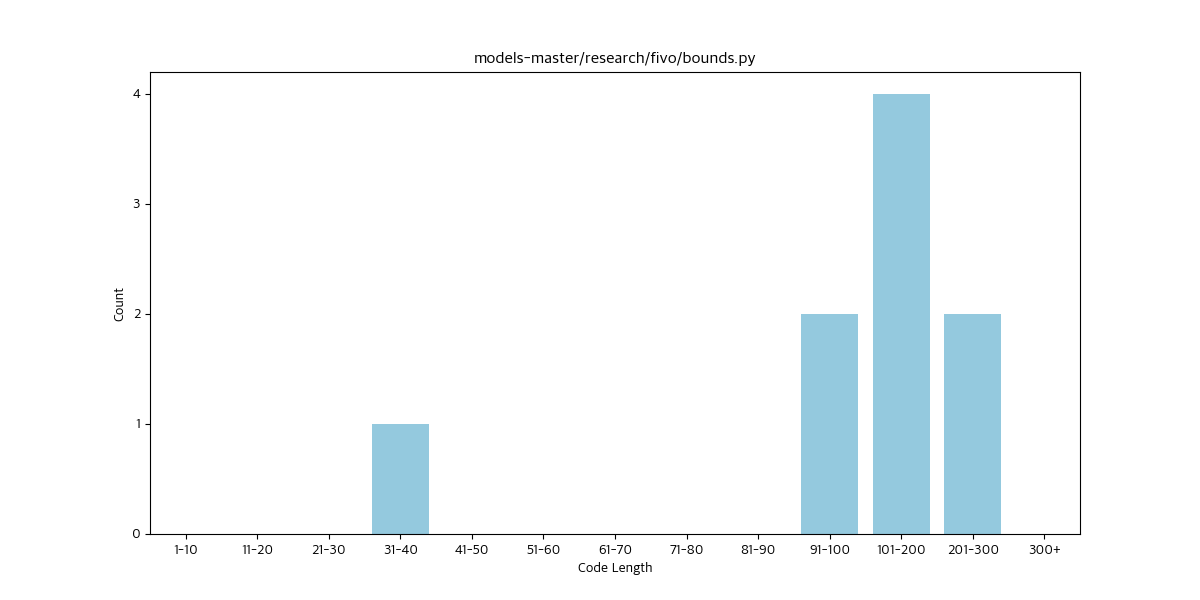 models-master/research/fivo/bounds.py
Count
4
3
2
1
0
1-10 11-20 21-30 31-40 41-50 51-60 61-70 71-80 81-90 91-100 101-200 201-300 300+
Code Length